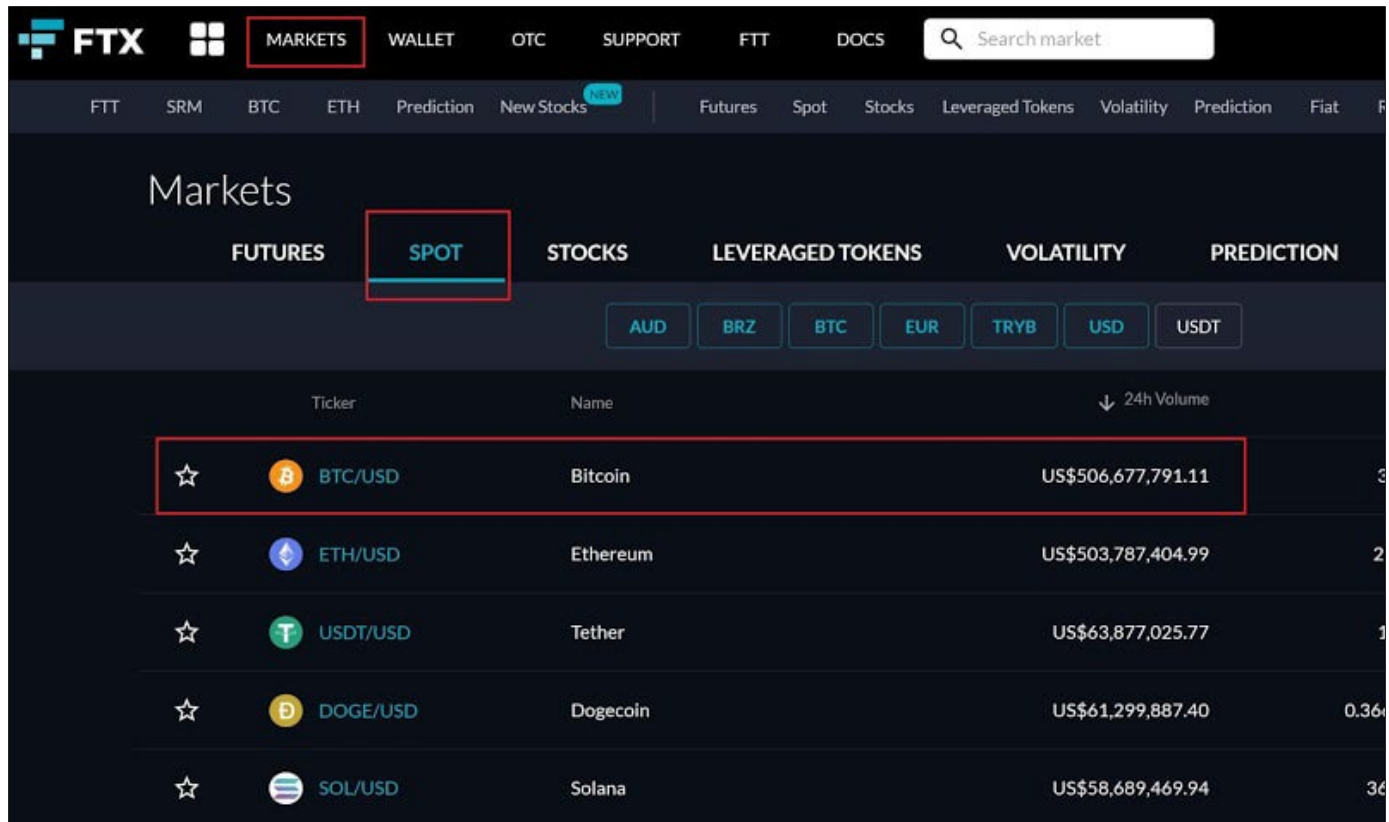 FTX MARKETS WALLET OTC SUPPORT FTT DOCS Search market
FTT SRM BTC ETH Prediction New Stocks NEW Futures Spot Stocks Leveraged Tokens Volatility Prediction Fiat
Markets
FUTURES SPOT STOCKS LEVERAGED TOKENS VOLATILITY PREDICTION
AUD BRZ BTC EUR TRYB USD USDT
Ticker Name 24h Volume
BTC/USD Bitcoin US$506,677,791.11
ETH/USD Ethereum US$503,787,404.99
USDT/USD Tether US$63,877,025.77
DOGE/USD Dogecoin US$61,299,887.40
SOL/USD Solana US$58,689,469.94